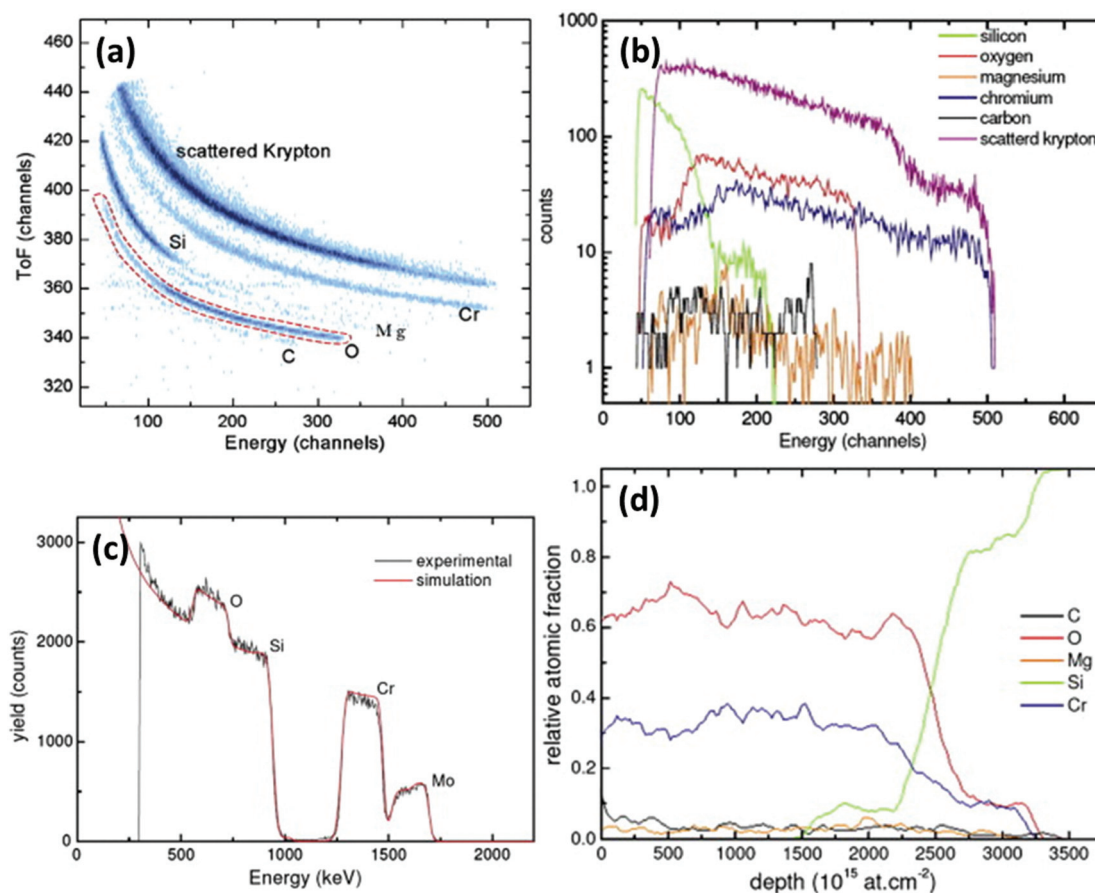 (a)
ToF (channels)
460
440
420
400
380
360
340
320
scattered Krypton
Si
Cr
Mg
C
O
100
200
300
400
500
Energy (channels)
(b)
counts
1000
100
10
1
silicon
oxygen
magnesium
chromium
carbon
scatterd krypton
0
100
200
300
400
500
600
Energy (channels)
(c)
yield (counts)
3000
2000
1000
0
experimental
simulation
O
Si
Cr
Mo
0
500
1000
1500
2000
Energy (keV)
(d)
relative atomic fraction
1.0
0.8
0.6
0.4
0.2
0.0
C
O
Mg
Si
Cr
0
500
1000
1500
2000
2500
3000
3500
depth (10¹⁵ at.cm⁻²)